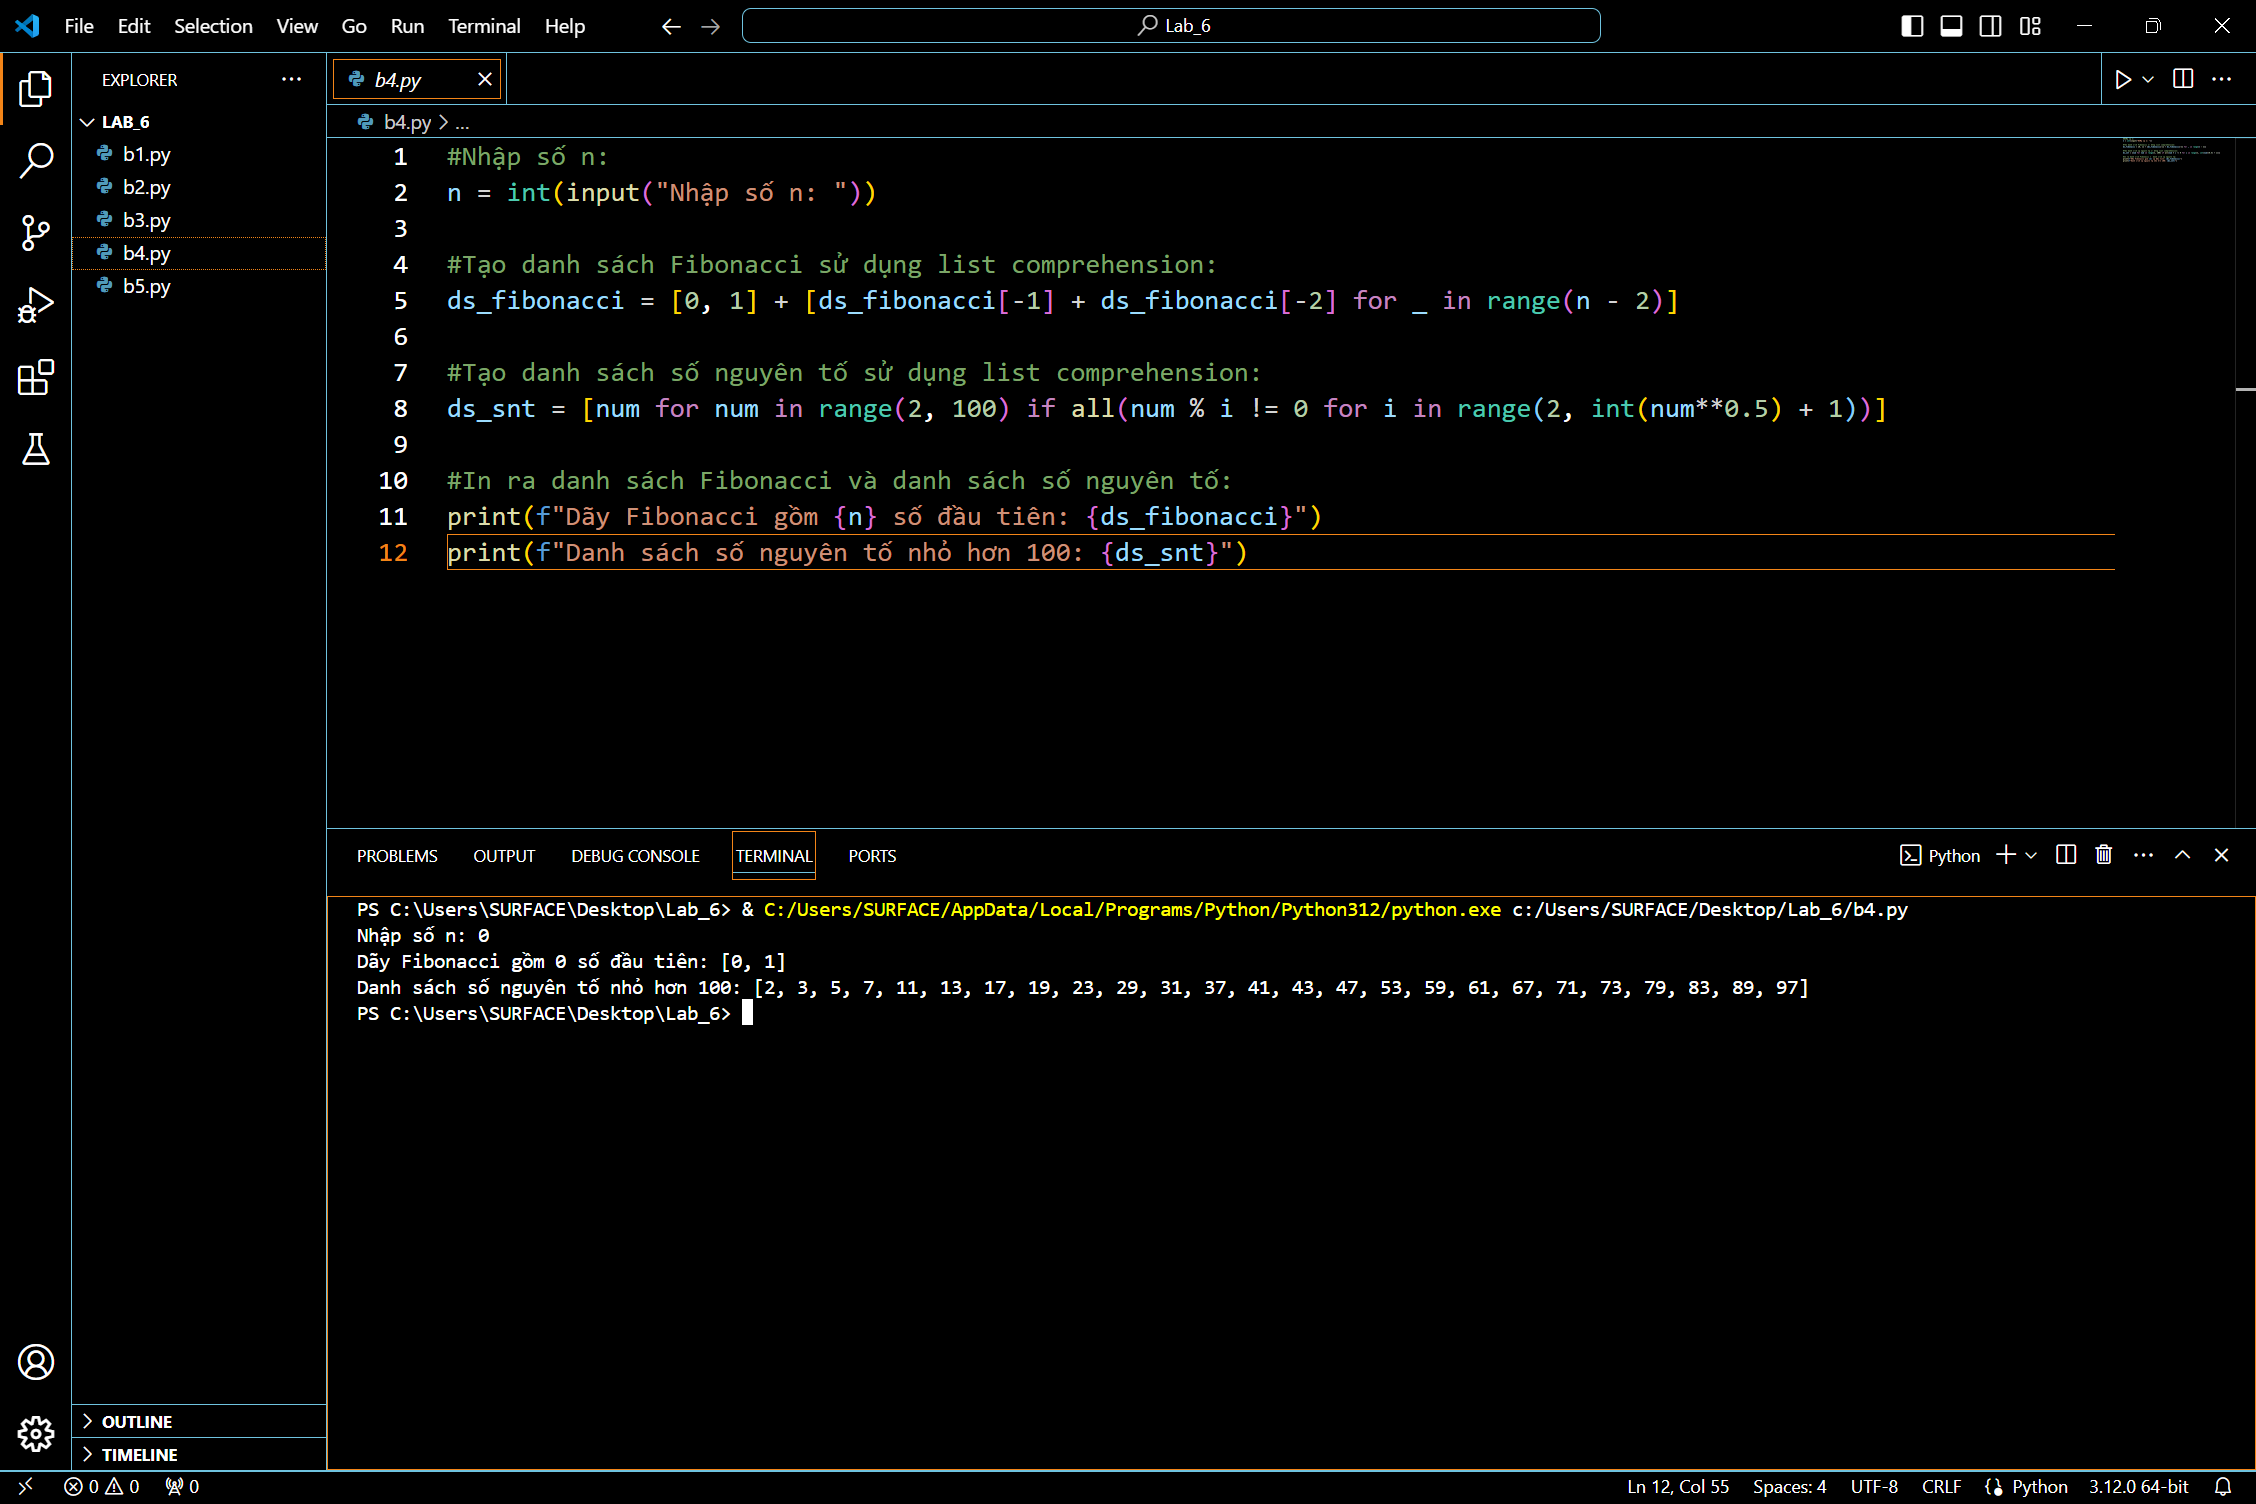 File Edit Selection View Go Run Terminal Help
Lab_6
EXPLORER
LAB_6
b1.py
b2.py
b3.py
b4.py
b5.py
OUTLINE
TIMELINE
b4.py
b4.py > ...
1 #Nhập số n:
2 n = int(input("Nhập số n: "))
3
4 #Tạo danh sách Fibonacci sử dụng list comprehension:
5 ds_fibonacci = [0, 1] + [ds_fibonacci[-1] + ds_fibonacci[-2] for _ in range(n - 2)]
6
7 #Tạo danh sách số nguyên tố sử dụng list comprehension:
8 ds_snt = [num for num in range(2, 100) if all(num % i != 0 for i in range(2, int(num**0.5) + 1))]
9
10 #In ra danh sách Fibonacci và danh sách số nguyên tố:
11 print(f"Dãy Fibonacci gồm {n} số đầu tiên: {ds_fibonacci}")
12 print(f"Danh sách số nguyên tố nhỏ hơn 100: {ds_snt}")
PROBLEMS OUTPUT DEBUG CONSOLE TERMINAL PORTS
Python
PS C:\Users\SURFACE\Desktop\Lab_6> & C:/Users/SURFACE/AppData/Local/Programs/Python/Python312/python.exe c:/Users/SURFACE/Desktop/Lab_6/b4.py
Nhập số n: 0
Dãy Fibonacci gồm 0 số đầu tiên: [0, 1]
Danh sách số nguyên tố nhỏ hơn 100: [2, 3, 5, 7, 11, 13, 17, 19, 23, 29, 31, 37, 41, 43, 47, 53, 59, 61, 67, 71, 73, 79, 83, 89, 97]
PS C:\Users\SURFACE\Desktop\Lab_6>
0 0 0
Ln 12, Col 55 Spaces: 4 UTF-8 CRLF Python 3.12.0 64-bit